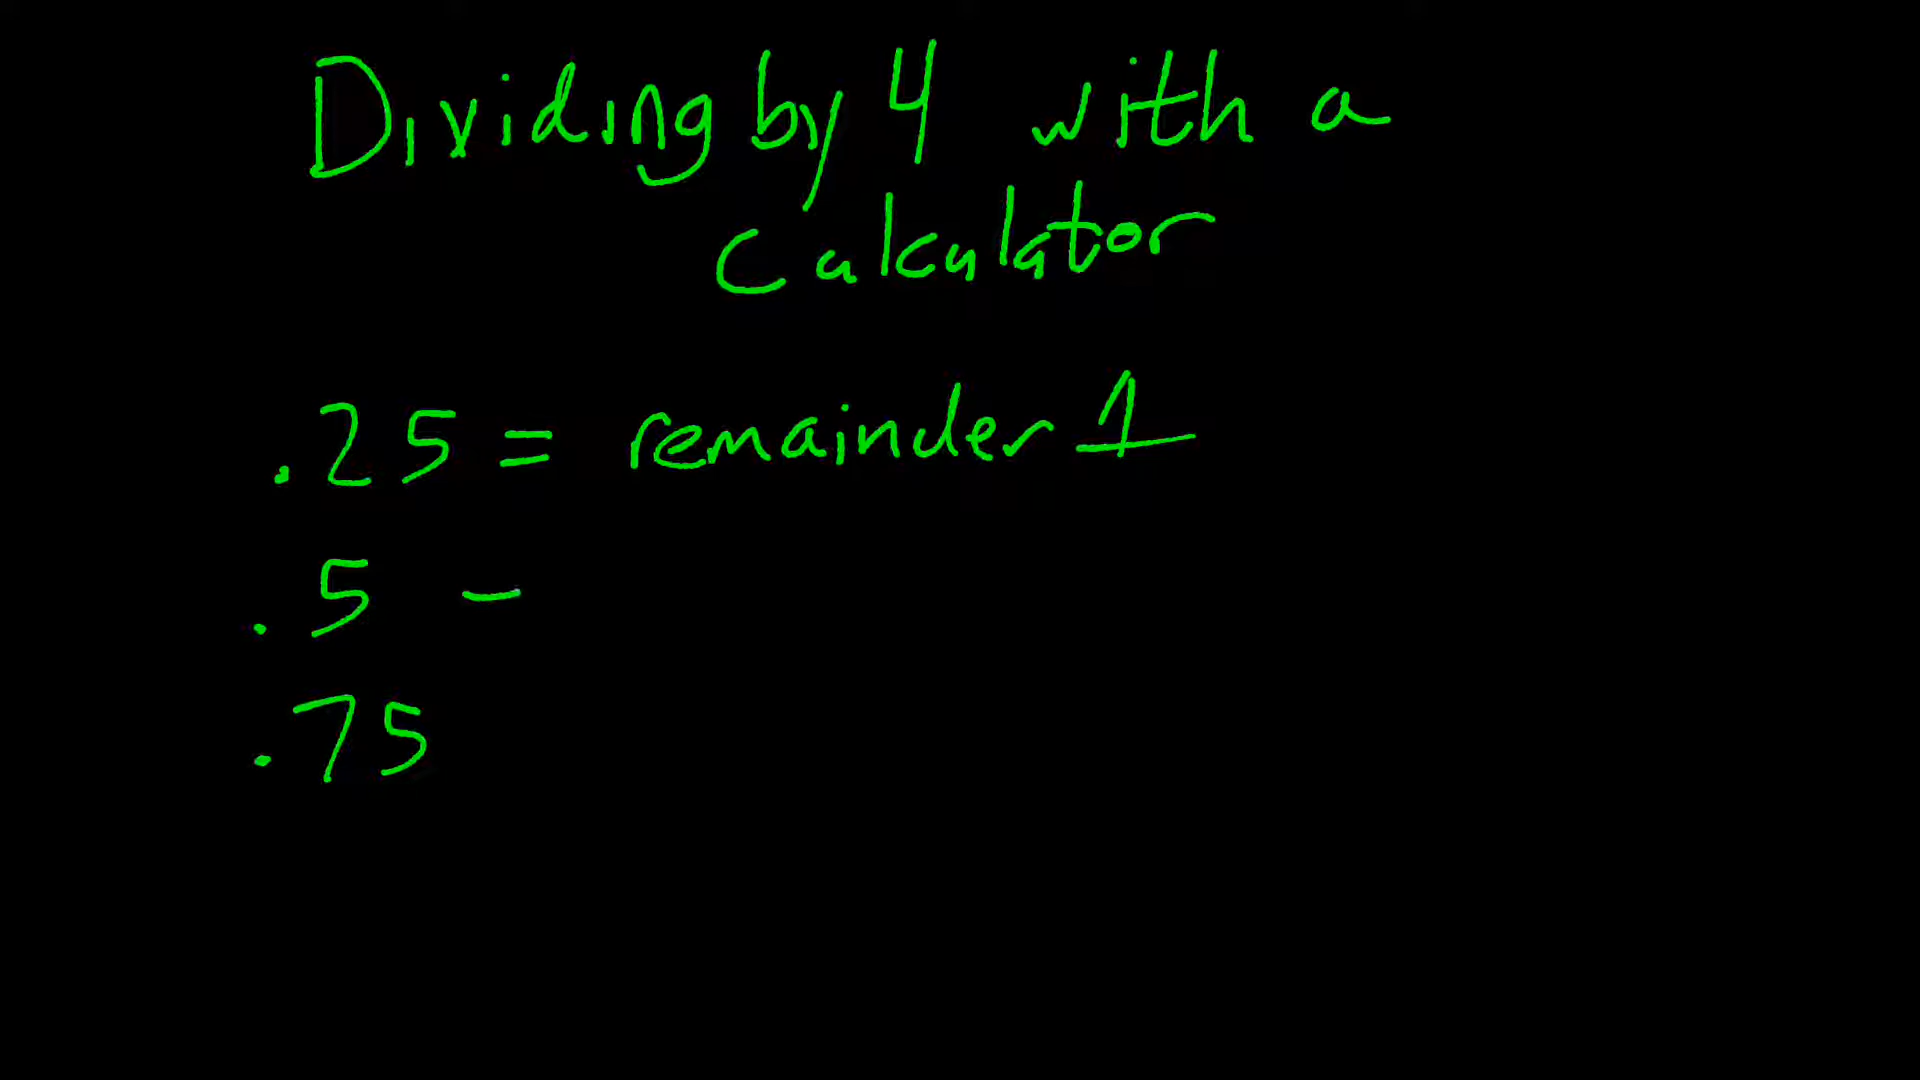 Dividing by 4 with a
calculator
.25 = remainder 1
.5 -
.75